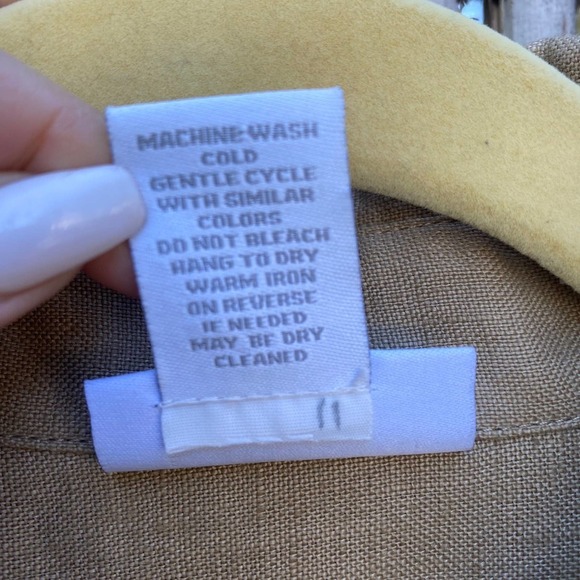 MACHINE WASH
COLD
GENTLE CYCLE
WITH SIMILAR
COLORS
DO NOT BLEACH
HANG TO DRY
WARM IRON
ON REVERSE
IF NEEDED
MAY BE DRY
CLEANED